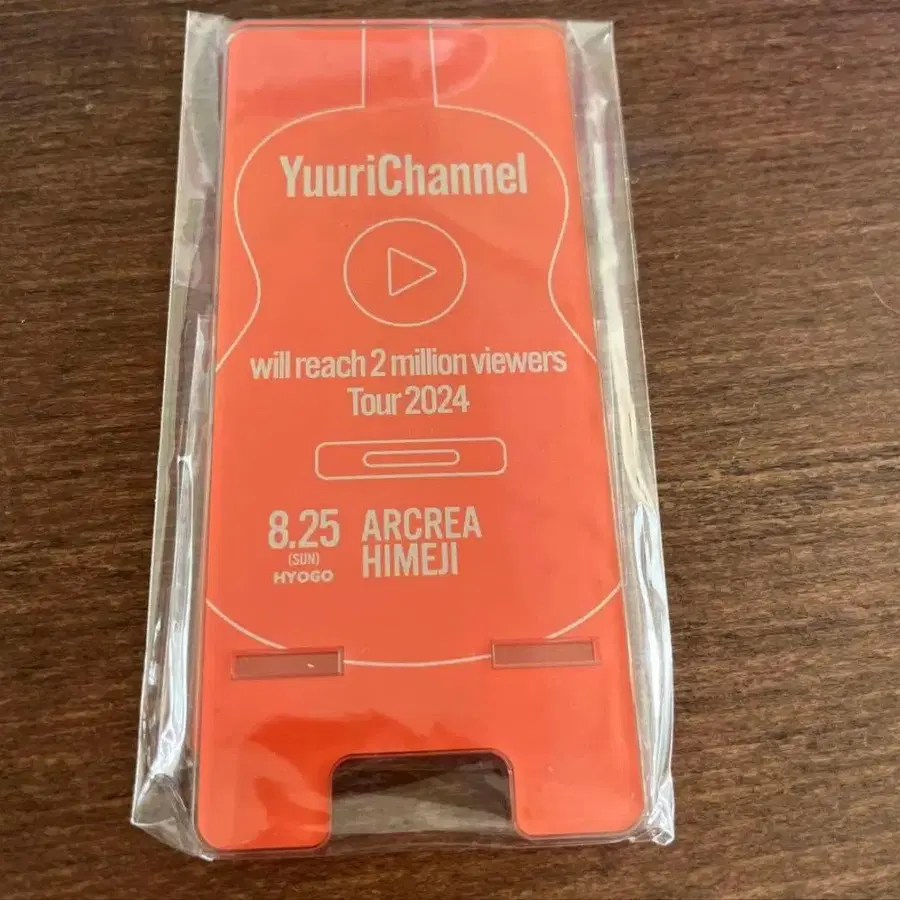 YuuriChannel
will reach 2 million viewers
Tour 2024
8.25
(SUN)
HYOGO
ARCREA
HIMEJI